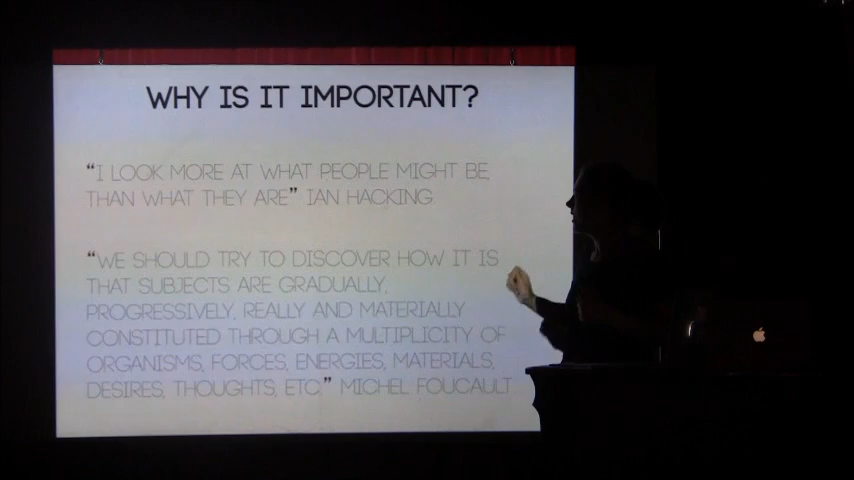 WHY IS IT IMPORTANT?
“I LOOK MORE AT WHAT PEOPLE MIGHT BE,
THAN WHAT THEY ARE” IAN HACKING
“WE SHOULD TRY TO DISCOVER HOW IT IS
THAT SUBJECTS ARE GRADUALLY,
PROGRESSIVELY, REALLY AND MATERIALLY
CONSTITUTED THROUGH A MULTIPLICITY OF
ORGANISMS, FORCES, ENERGIES, MATERIALS,
DESIRES, THOUGHTS, ETC” MICHEL FOUCAULT